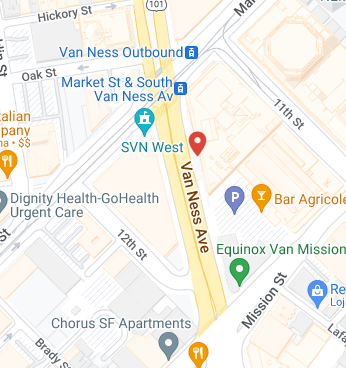 Hickory St
101
Van Ness Outbound
Oak St
Market St & South
Van Ness Av
11th St
SVN West
Van Ness Ave
Bar Agricole
Dignity Health-GoHealth
Urgent Care
12th St
Equinox Van Mission
Mission St
Chorus SF Apartments
Brady
P